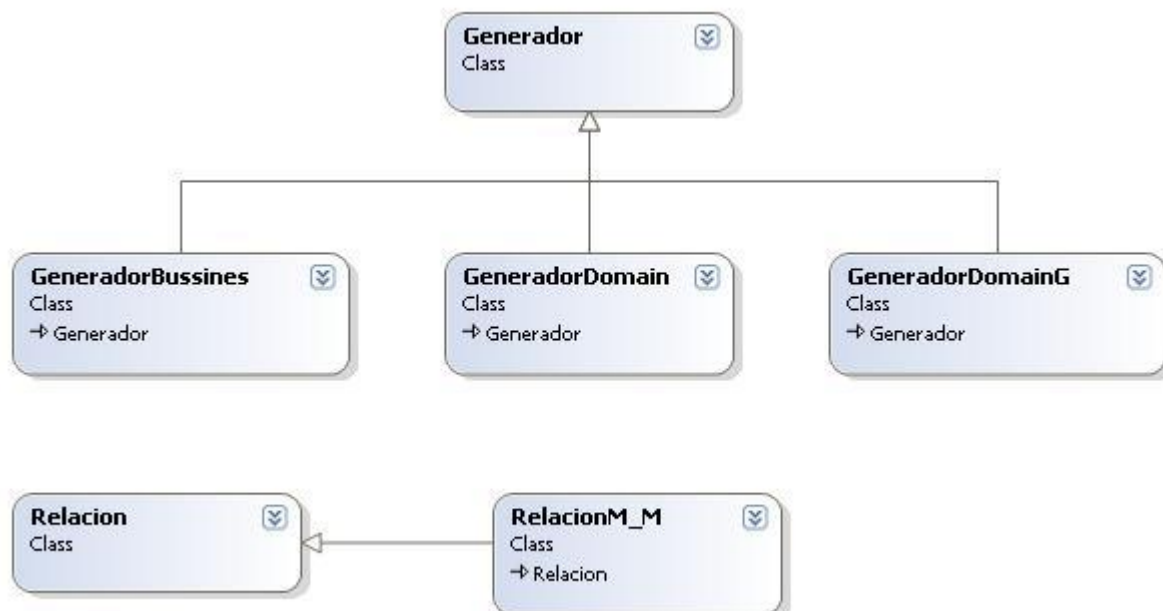 Generador
Class
GeneradorBussines
Class
Generador
GeneradorDomain
Class
Generador
GeneradorDomainG
Class
Generador
Relacion
Class
RelacionM_M
Class
Relacion